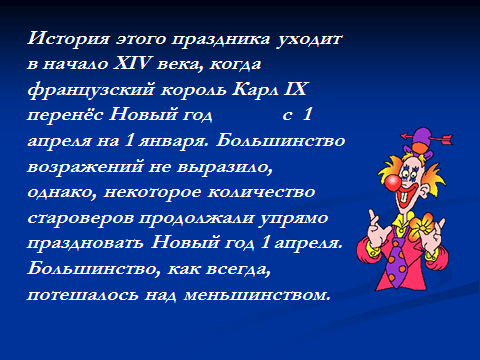 История этого праздника уходит
в начало XIV века, когда
французский король Карл IX
перенёс Новый год с 1
апреля на 1 января. Большинство
возражений не выразило,
однако, некоторое количество
староверов продолжали упрямо
праздновать Новый год 1 апреля.
Большинство, как всегда,
потешалось над меньшинством.